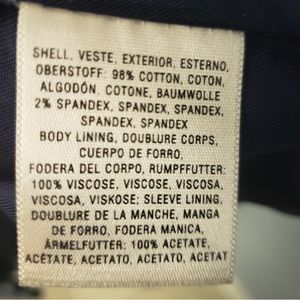 SHELL, VESTE, EXTERIOR, ESTERNO,
OBERSTOFF: 98% COTTON, COTON,
ALGODÓN, COTONE, BAUMWOLLE
2% SPANDEX, SPANDEX, SPANDEX,
SPANDEX, SPANDEX
BODY LINING, DOUBLURE CORPS,
CUERPO DE FORRO,
FODERA DEL CORPO, RUMPFFUTTER:
100% VISCOSE, VISCOSE, VISCOSA,
VISCOSA, VISKOSE; SLEEVE LINING,
DOUBLURE DE LA MANCHE, MANGA
DE FORRO, FODERA MANICA,
ÄRMELFUTTER: 100% ACETATE,
ACÉTATE, ACETATO, ACETATO, ACETAT